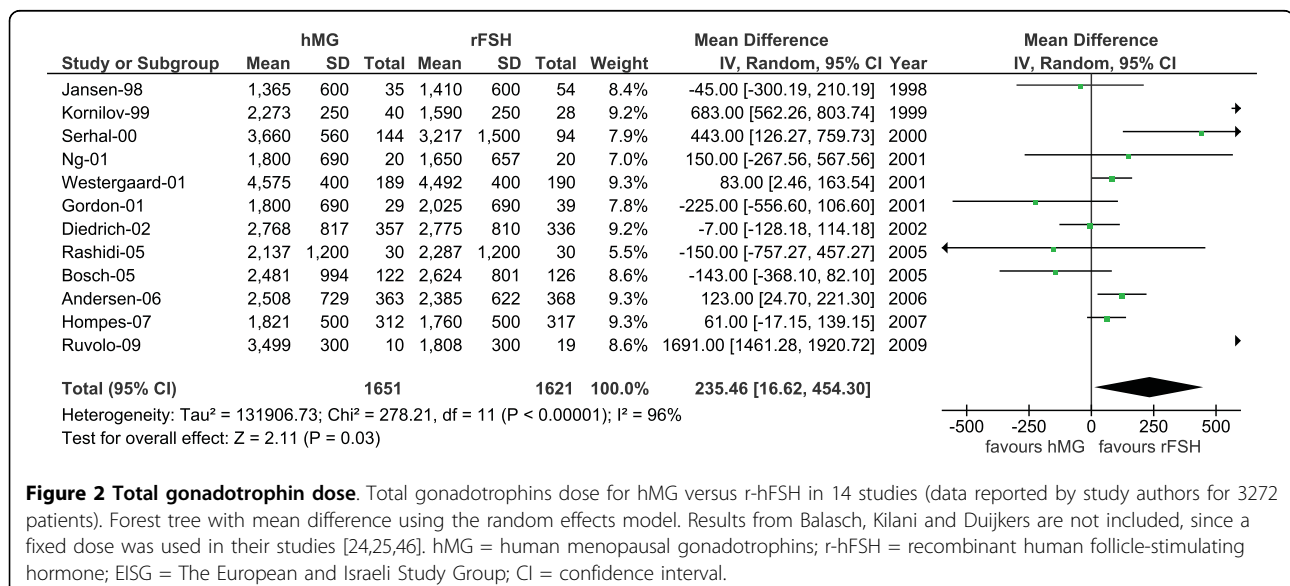 hMG rFSH Mean Difference Mean Difference
Study or Subgroup Mean SD Total Mean SD Total Weight IV, Random, 95% CI Year IV, Random, 95% CI
Jansen-98 1,365 600 35 1,410 600 54 8.4% -45.00 [-300.19, 210.19] 1998
Kornilov-99 2,273 250 40 1,590 250 28 9.2% 683.00 [562.26, 803.74] 1999
Serhal-00 3,660 560 144 3,217 1,500 94 7.9% 443.00 [126.27, 759.73] 2000
Ng-01 1,800 690 20 1,650 657 20 7.0% 150.00 [-267.56, 567.56] 2001
Westergaard-01 4,575 400 189 4,492 400 190 9.3% 83.00 [2.46, 163.54] 2001
Gordon-01 1,800 690 29 2,025 690 39 7.8% -225.00 [-556.60, 106.60] 2001
Diedrich-02 2,768 817 357 2,775 810 336 9.2% -7.00 [-128.18, 114.18] 2002
Rashidi-05 2,137 1,200 30 2,287 1,200 30 5.5% -150.00 [-757.27, 457.27] 2005
Bosch-05 2,481 994 122 2,624 801 126 8.6% -143.00 [-368.10, 82.10] 2005
Andersen-06 2,508 729 363 2,385 622 368 9.3% 123.00 [24.70, 221.30] 2006
Hompes-07 1,821 500 312 1,760 500 317 9.3% 61.00 [-17.15, 139.15] 2007
Ruvolo-09 3,499 300 10 1,808 300 19 8.6% 1691.00 [1461.28, 1920.72] 2009
Total (95% CI) 1651 1621 100.0% 235.46 [16.62, 454.30]
Heterogeneity: Tau² = 131906.73; Chi² = 278.21, df = 11 (P < 0.00001); I² = 96%
Test for overall effect: Z = 2.11 (P = 0.03)
-500 -250 0 250 500
favours hMG favours rFSH
Figure 2 Total gonadotrophin dose. Total gonadotrophins dose for hMG versus r-hFSH in 14 studies (data reported by study authors for 3272
patients). Forest tree with mean difference using the random effects model. Results from Balasch, Kilani and Duijkers are not included, since a
fixed dose was used in their studies [24,25,46]. hMG = human menopausal gonadotrophins; r-hFSH = recombinant human follicle-stimulating
hormone; EISG = The European and Israeli Study Group; CI = confidence interval.